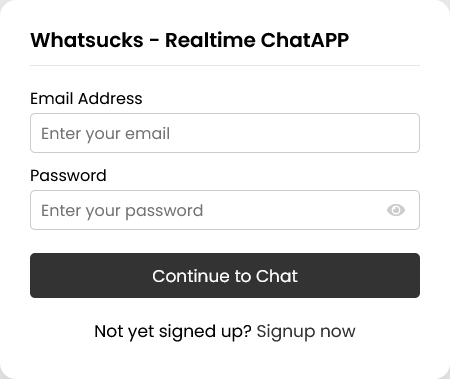 Whatsucks - Realtime ChatAPP
Email Address
Enter your email
Password
Enter your password
Continue to Chat
Not yet signed up? Signup now